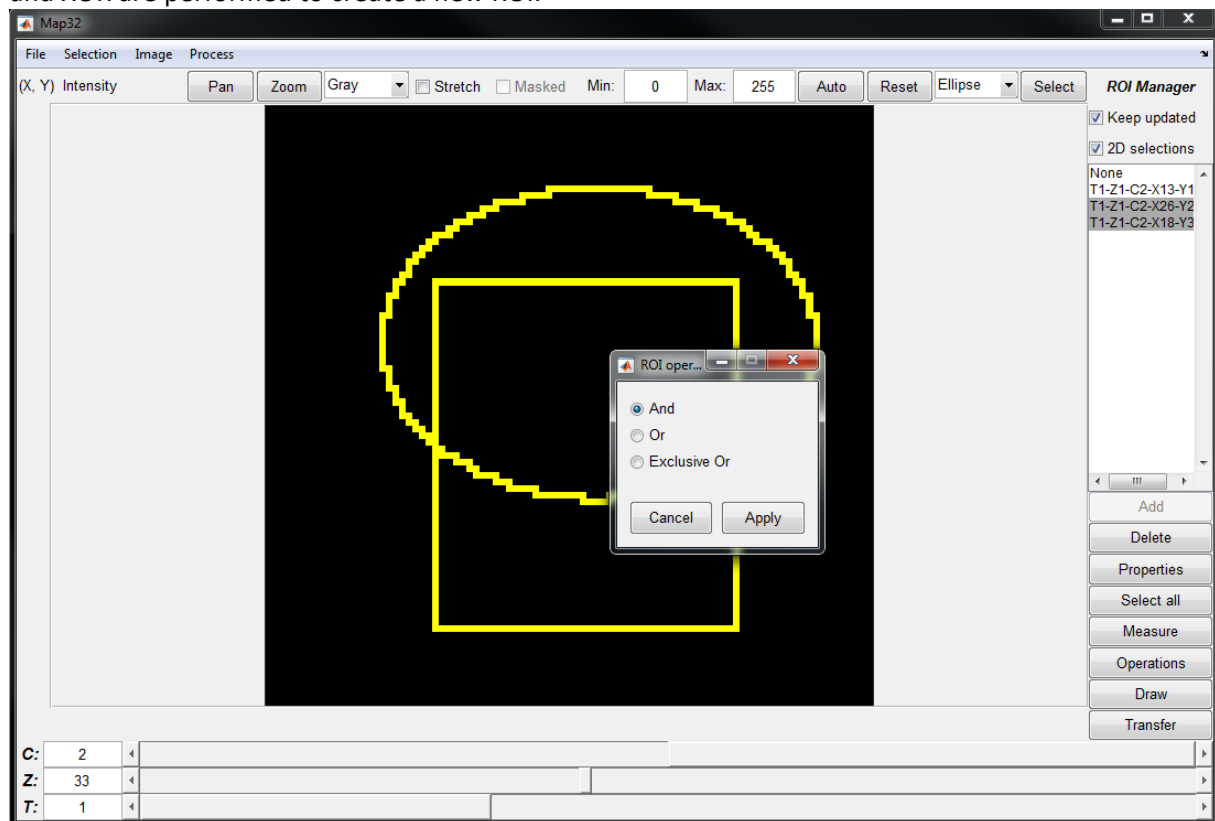 Map32
File Selection Image Process
(X, Y) Intensity Pan Zoom Gray Stretch Masked Min: 0 Max: 255 Auto Reset Ellipse Select ROI Manager
Keep updated
2D selections
None
T1-Z1-C2-X13-Y1
T1-Z1-C2-X26-Y2
T1-Z1-C2-X18-Y3
ROI oper...
And
Or
Exclusive Or
Cancel Apply
Add
Delete
Properties
Select all
Measure
Operations
Draw
Transfer
C: 2
Z: 33
T: 1